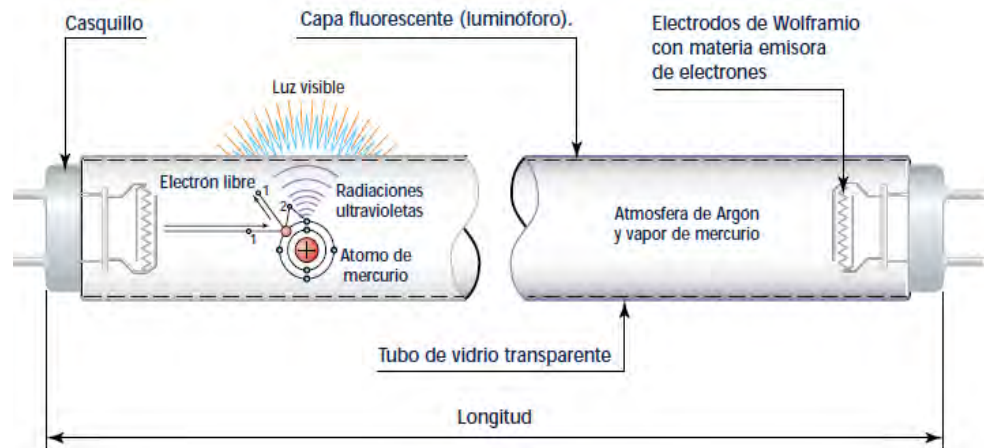 Casquillo
Capa fluorescente (luminóforo).
Electrodos de Wolframio
con materia emisora
de electrones
Luz visible
Electrón libre
1
2
1
Radiaciones
ultravioletas
Atomo de
mercurio
Atmosfera de Argón
y vapor de mercurio
Tubo de vidrio transparente
Longitud